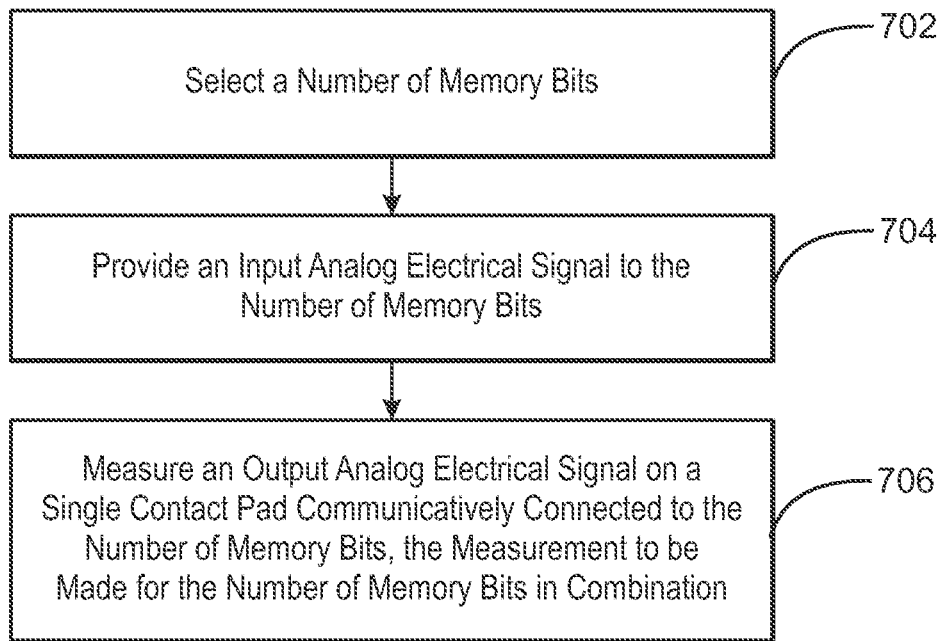 702
Select a Number of Memory Bits
704
Provide an Input Analog Electrical Signal to the
Number of Memory Bits
Measure an Output Analog Electrical Signal on a
Single Contact Pad Communicatively Connected to the
706
Number of Memory Bits, the Measurement to be
Made for the Number of Memory Bits in Combination